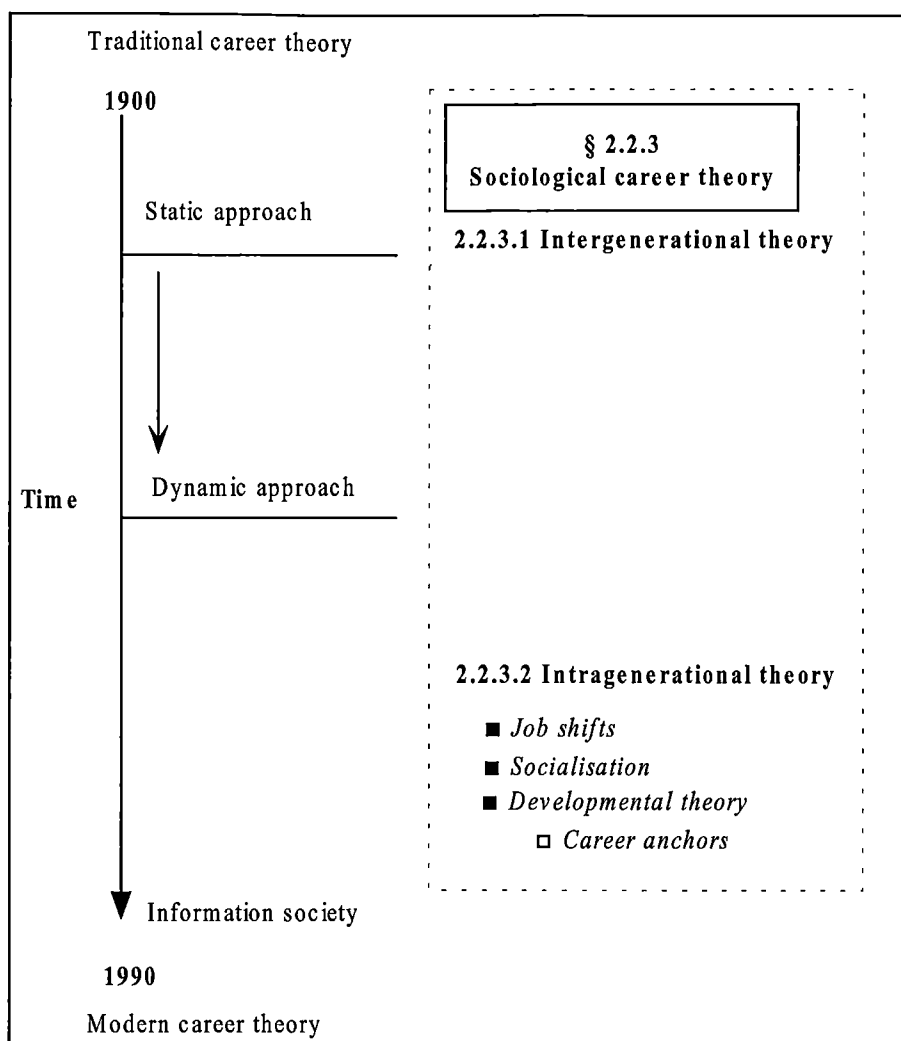 Traditional career theory
1900
§ 2.2.3
Sociological career theory
Static approach
2.2.3.1 Intergenerational theory
Dynamic approach
Time
2.2.3.2 Intragenerational theory
■ Job shifts
■ Socialisation
■ Developmental theory
□ Career anchors
Information society
1990
Modern career theory